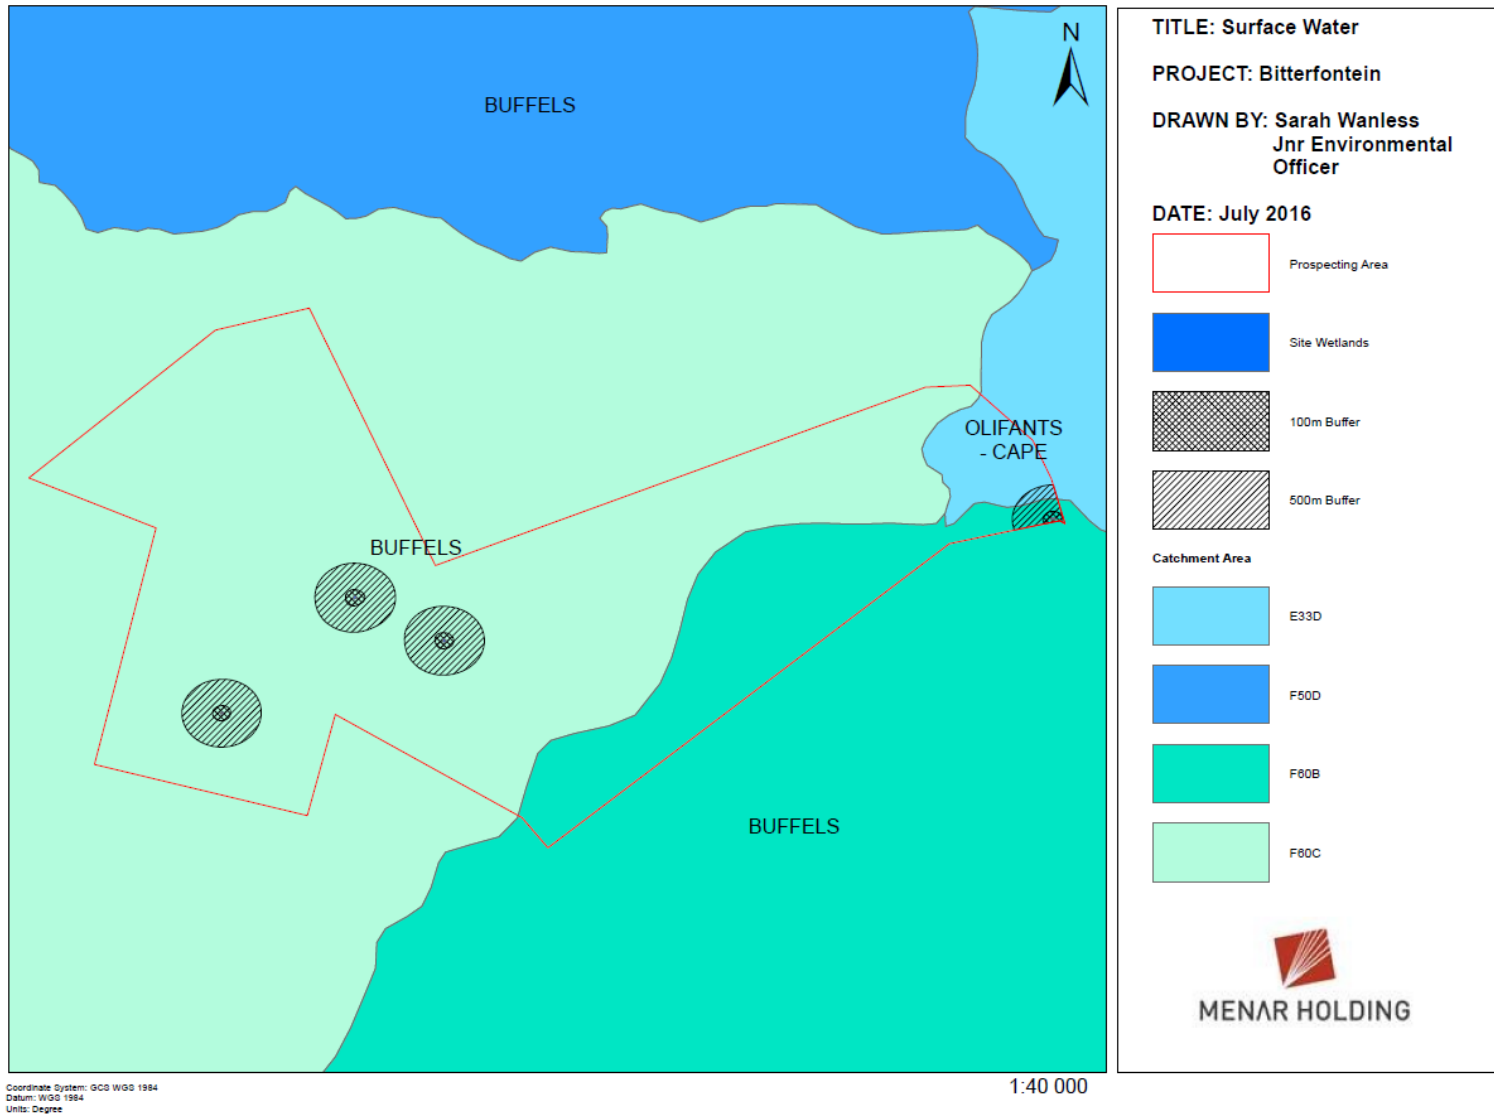 BUFFELS
N
OLIFANTS
- CAPE
BUFFELS
BUFFELS
TITLE: Surface Water
PROJECT: Bitterfontein
DRAWN BY: Sarah Wanless
Jnr Environmental
Officer
DATE: July 2016
Prospecting Area
Site Wetlands
100m Buffer
500m Buffer
Catchment Area
E33D
F50D
F60B
F60C
MENAR HOLDING
Coordinate System: GCS WGS 1984
Datum: WGS 1984
Units: Degree
1:40 000